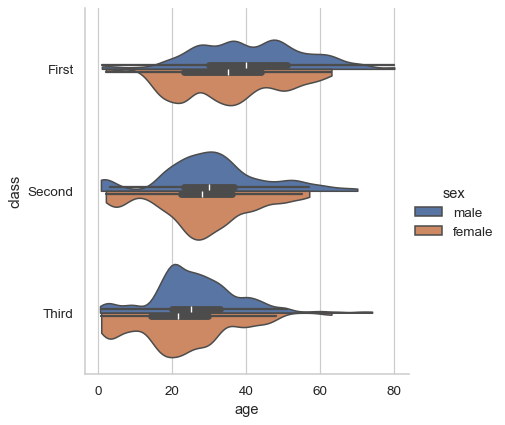 First
Second
Third
class
0 20 40 60 80
age
sex
male
female